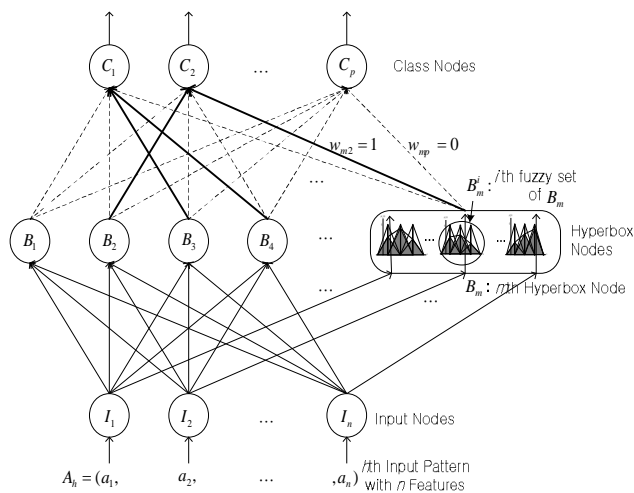 C₁ C₂ ... Cₚ Class Nodes
wₘ₂ = 1 wₘₚ = 0
... Bₘⁱ : ith fuzzy set
of Bₘ
B₁ B₂ B₃ B₄ ... ... ... Hyperbox
Nodes
... ... Bₘ : mth Hyperbox Node
I₁ I₂ ... Iₙ Input Nodes
Aₕ = (a₁, a₂, ... , aₙ) hth Input Pattern
with n Features